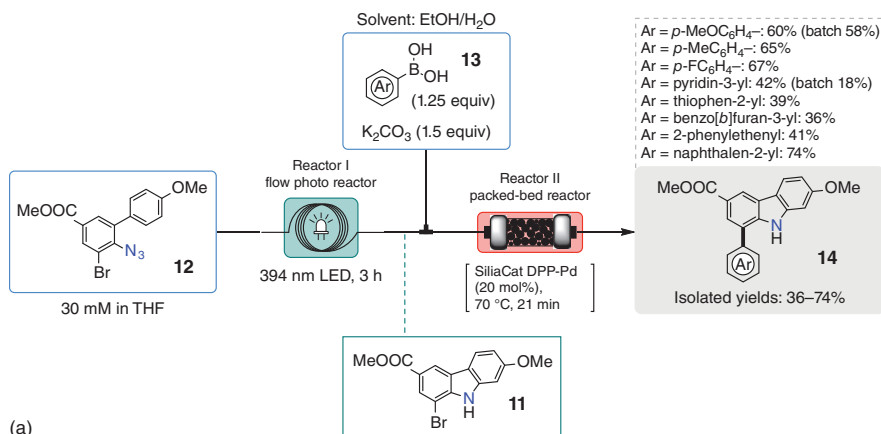 Solvent: EtOH/H₂O
OH
B
OH
Ar
13
(1.25 equiv)
K₂CO₃ (1.5 equiv)
Ar = p-MeOC₆H₄–: 60% (batch 58%)
Ar = p-MeC₆H₄–: 65%
Ar = p-FC₆H₄–: 67%
Ar = pyridin-3-yl: 42% (batch 18%)
Ar = thiophen-2-yl: 39%
Ar = benzo[b]furan-3-yl: 36%
Ar = 2-phenylethenyl: 41%
Ar = naphthalen-2-yl: 74%
OMe
MeOOC
N₃
Br
12
30 mM in THF
Reactor I
flow photo reactor
394 nm LED, 3 h
Reactor II
packed-bed reactor
SiliaCat DPP-Pd
(20 mol%),
70 °C, 21 min
MeOOC
OMe
N
H
Ar
14
Isolated yields: 36–74%
MeOOC
OMe
N
H
Br
11
(a)